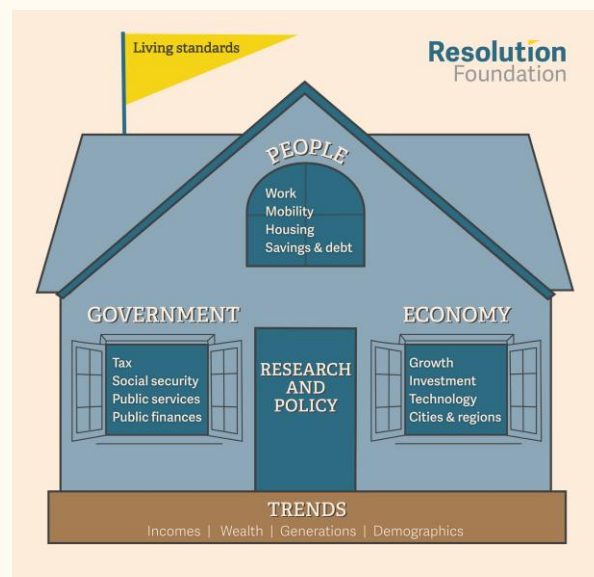 Living standards
Resolution
Foundation
PEOPLE
Work
Mobility
Housing
Savings & debt
GOVERNMENT
Tax
Social security
Public services
Public finances
RESEARCH
AND
POLICY
ECONOMY
Growth
Investment
Technology
Cities & regions
TRENDS
Incomes | Wealth | Generations | Demographics